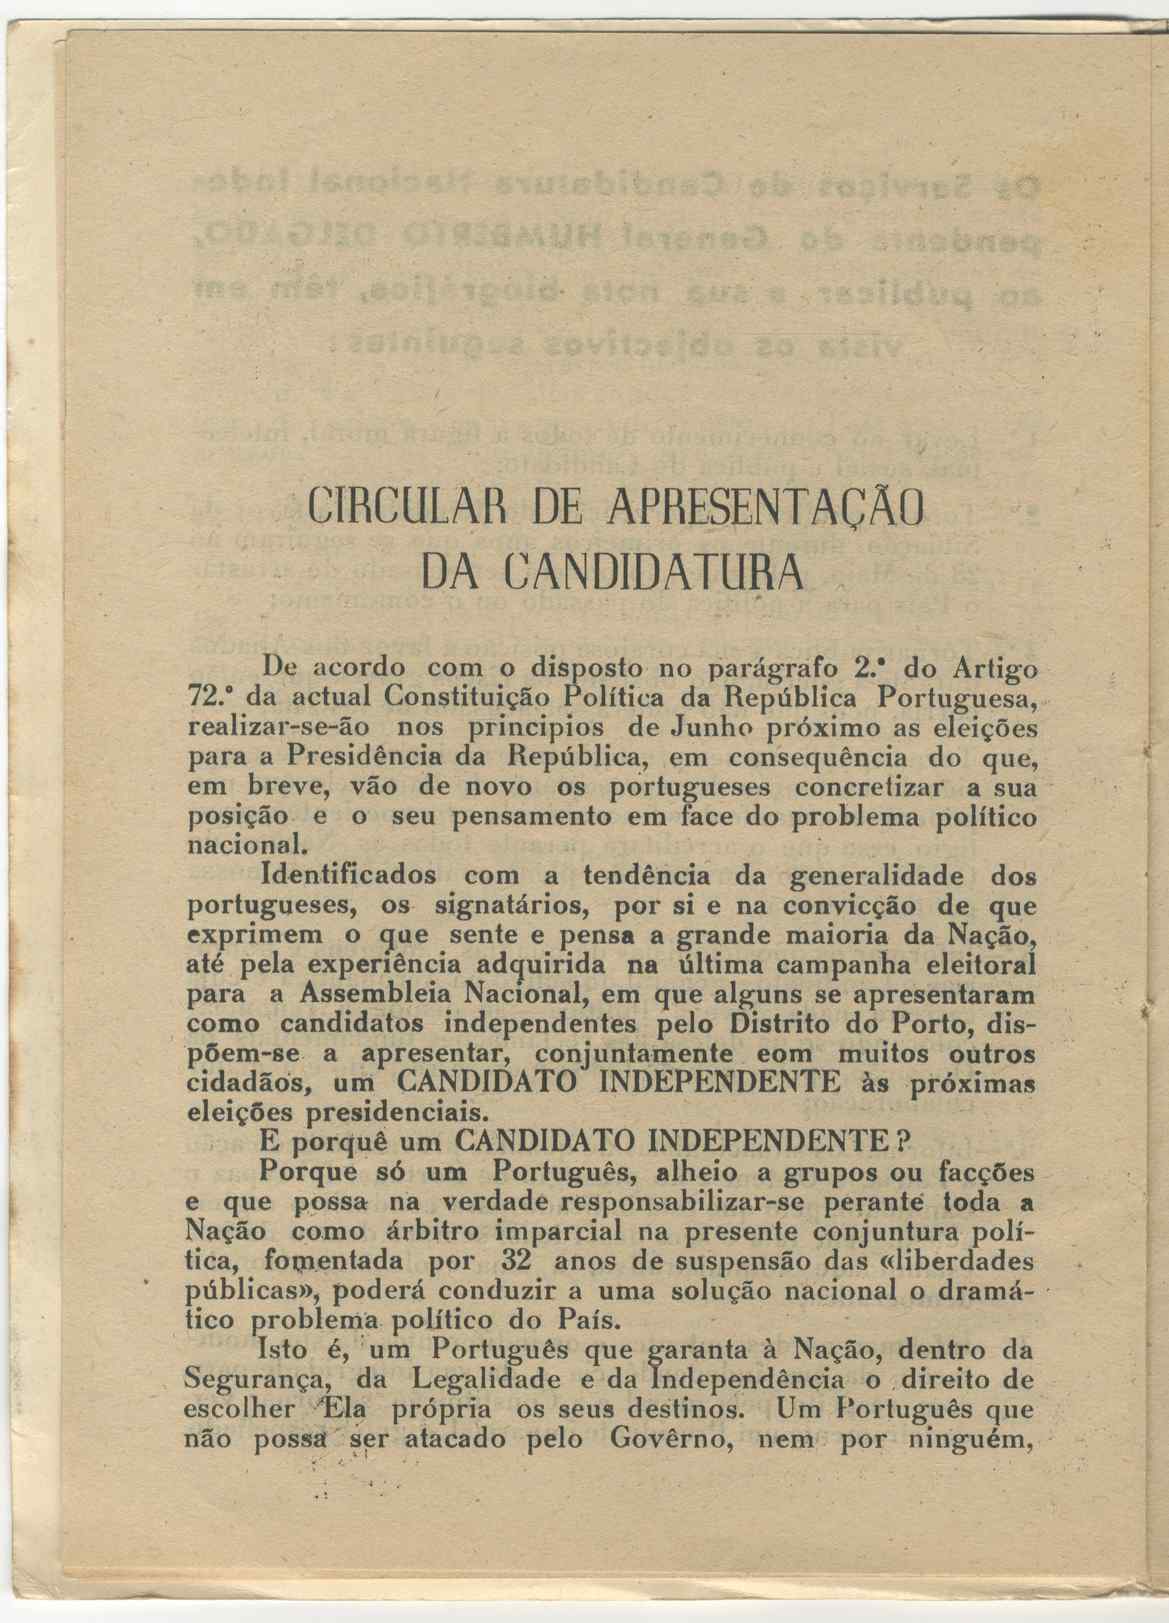 CIRCULAR DE APRESENTAÇÃO
DA CANDIDATURA
De acordo com o disposto no parágrafo 2.º do Artigo
72.º da actual Constituição Política da República Portuguesa,
realizar-se-ão nos principios de Junho próximo as eleições
para a Presidência da República, em consequência do que,
em breve, vão de novo os portugueses concretizar a sua
posição e o seu pensamento em face do problema político
nacional.
Identificados com a tendência da generalidade dos
portugueses, os signatários, por si e na convicção de que
exprimem o que sente e pensa a grande maioria da Nação,
até pela experiência adquirida na última campanha eleitoral
para a Assembleia Nacional, em que alguns se apresentaram
como candidatos independentes pelo Distrito do Porto, dis-
põem-se a apresentar, conjuntamente eom muitos outros
cidadãos, um CANDIDATO INDEPENDENTE às próximas
eleições presidenciais.
E porquê um CANDIDATO INDEPENDENTE?
Porque só um Português, alheio a grupos ou facções
e que possa na verdade responsabilizar-se perante toda a
Nação como árbitro imparcial na presente conjuntura polí-
tica, fomentada por 32 anos de suspensão das «liberdades
públicas», poderá conduzir a uma solução nacional o dramá-
tico problema político do País.
Isto é, um Português que garanta à Nação, dentro da
Segurança, da Legalidade e da Independência o direito de
escolher Ela própria os seus destinos. Um Português que
não possa ser atacado pelo Govêrno, nem por ninguém,